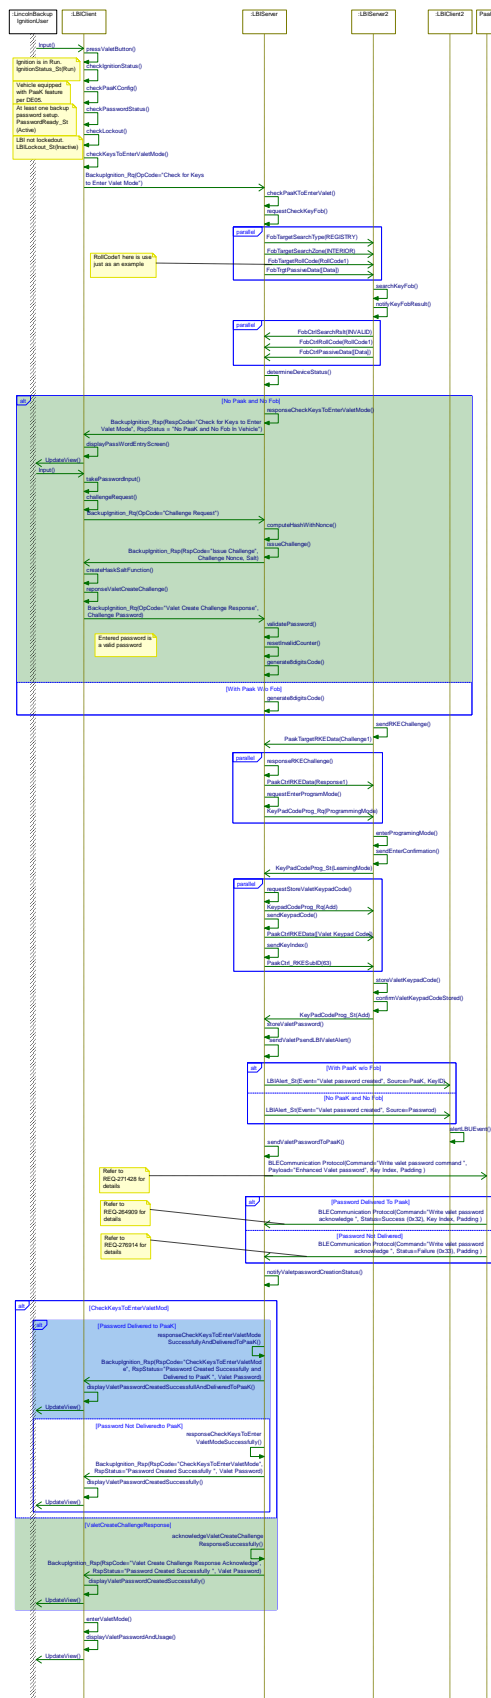 :LincolnBackup
IgnitionUser
:LBIClient
:LBIServer
:LBIServer2
:LBIClient2
Input()
pressValetButton()
Ignition is in Run.
IgnitionStatus_St(Run)
checkIgnitionStatus()
Vehicle equipped
with PaaK feature
per DE05.
checkPaaKConfig()
At least one backup
password setup.
PasswordReady_St
(Active)
checkPasswordStatus()
checkLockout()
LBI not lockedout.
LBILockout_St(Inactive)
checkKeysToEnterValetMode()
BackupIgnition_Rq(OpCode="Check for Keys
to Enter Valet Mode")
checkPaaKToEnterValet()
requestCheckKeyFob()
parallel
FobTargetSearchType(REGISTRY)
FobTargetSearchZone(INTERIOR)
RollCode1 here is use
just as an example
FobTargetRollCode(RollCode1)
FobTrgtPassiveData([Data])
searchKeyFob()
notifyKeyFobResult()
parallel
FobCtrlSearchRslt(INVALID)
FobCtrlRollCode(RollCode1)
FobCtrlPassiveData([Data])
determineDeviceStatus()
alt
[No Paak and No Fob]
responseCheckKeysToEnterValetMode()
BackupIgnition_Rsp(RespCode="Check for Keys to Enter
Valet Mode", RspStatus = "No PaaK and No Fob In Vehicle")
displayPassWordEntryScreen()
UpdateView()
Input()
takePasswordInput()
challengeRequest()
BackupIgnition_Rq(OpCode="Challenge Request")
computeHashWithNonce()
issueChallenge()
BackupIgnition_Rsp(RspCode="Issue Challenge",
Challenge Nonce, Salt)
createHaskSaltFunction()
reponseValetCreateChallenge()
BackupIgnition_Rq(OpCode="Valet Create Challenge Response",
Challenge Password)
validatePassword()
Entered password is
a valid password
resetInvalidCounter()
generate8digitsCode()
[With Paak W/o Fob]
generate8digitsCode()
sendRKEChallenge()
PaakTargetRKEData(Challenge1)
parallel
responseRKEChallenge()
PaakCtrlRKEData(Response1)
requestEnterProgramMode()
KeyPadCodeProg_Rq(ProgrammingMode)
enterProgramingMode()
sendEnterConfirmation()
KeyPadCodeProg_St(LearningMode)
parallel
requestStoreValetKeypadCode()
KeypadCodeProg_Rq(Add)
sendKeypadCode()
PaakCtrlRKEData([Valet Keypad Code])
sendKeyIndex()
PaakCtrl_RKESubID(63)
storeValetKeypadCode()
confirmValetKeypadCodeStored()
KeyPadCodeProg_St(Add)
storeValetPassword()
sendValetPsendLBIValetAlert()
alt
[With PaaK w/o Fob]
LBIAlert_St(Event="Valet password created", Source=PaaK, KeyID)
[No PaaK and No Fob]
LBIAlert_St(Event="Valet password created", Source=Passwrod)
alertLBUEvent()
sendValetPasswordToPaaK()
Refer to
REQ-271428 for
details
BLECommunication Protocol(Command="Write valet password command ",
Payload="Enhanced Valet password", Key Index, Padding )
alt
[Password Delivered To Paak]
Refer to
REQ-264909 for
details
BLECommunication Protocol(Command="Write valet password
acknowledge ", Status=Success (0x32), Key Index, Padding )
[Password Not Delivered]
Refer to
REQ-276914 for
details
BLECommunication Protocol(Command="Write valet password
acknowledge ", Status=Failure (0x33), Key Index, Padding )
notifyValetpasswordCreationStatus()
alt
[CheckKeysToEnterValetMod]
alt
[Password Delivered to PaaK]
responseCheckKeysToEnterValetMode
SuccessfullyAndDeliveredToPaaK()
BackupIgnition_Rsp(RspCode="CheckKeysToEnterValetMod
e", RspStatus="Password Created Successfully and
Delivered to PaaK ", Valet Password)
displayValetPasswordCreatedSuccessfullAndDeliveredToPaaK()
UpdateView()
[Password Not Deliveredto PaaK]
responseCheckKeysToEnter
ValetModeSuccessfully()
BackupIgnition_Rsp(RspCode="CheckKeysToEnterValetMode",
RspStatus="Password Created Successfully ", Valet Password)
displayValetPasswordCreatedSuccessfully()
UpdateView()
[ValetCreateChallengeResponse]
acknowledgeValetCreateChallenge
ResponseSuccessfully()
BackupIgnition_Rsp(RspCode="Valet Create Challenge Response Acknowledge",
RspStatus="Password Created Successfully ", Valet Password)
displayValetPasswordCreatedSuccessfully()
UpdateView()
enterValetMode()
displayValetPasswordAndUsage()
UpdateView()